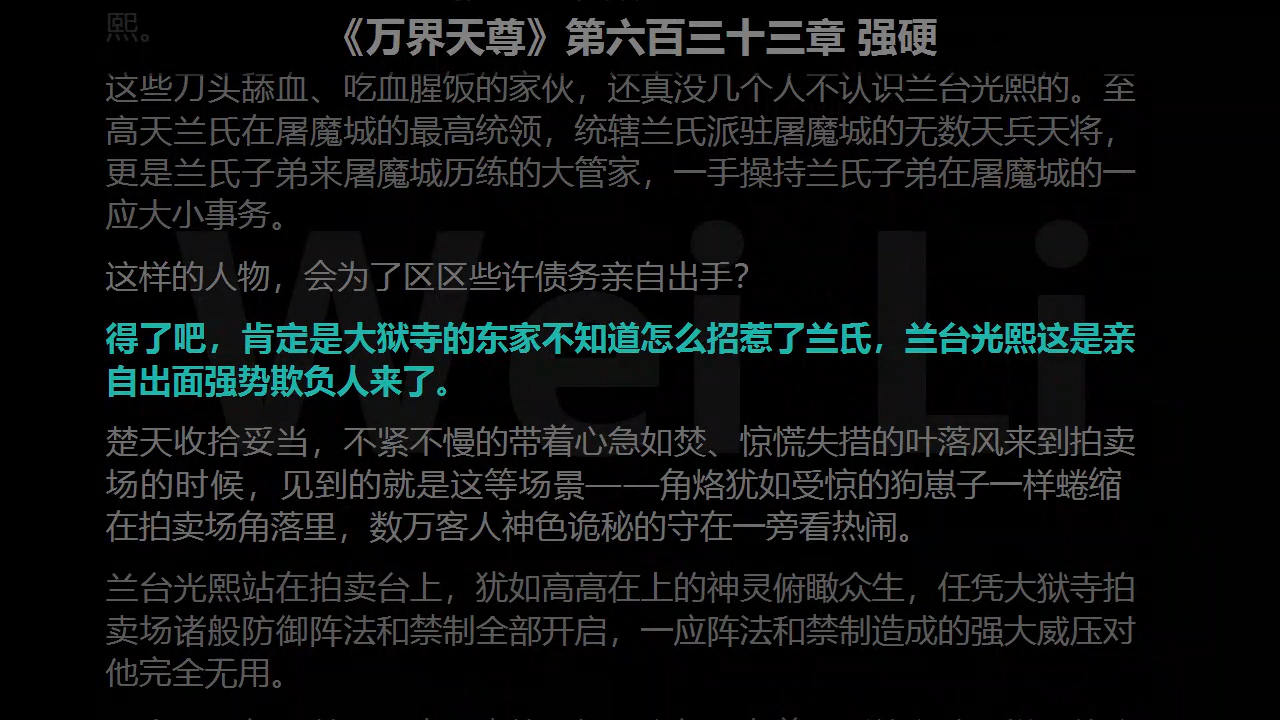 熙。
《万界天尊》第六百三十三章 强硬
这些刀头舔血、吃血腥饭的家伙，还真没几个人不认识兰台光熙的。至
高天兰氏在屠魔城的最高统领，统辖兰氏派驻屠魔城的无数天兵天将，
更是兰氏子弟来屠魔城历练的大管家，一手操持兰氏子弟在屠魔城的一
应大小事务。
这样的人物，会为了区区些许债务亲自出手？
得了吧，肯定是大狱寺的东家不知道怎么招惹了兰氏，兰台光熙这是亲
自出面强势欺负人来了。
楚天收拾妥当，不紧不慢的带着心急如焚、惊慌失措的叶落风来到拍卖
场的时候，见到的就是这等场景——角烙犹如受惊的狗崽子一样蜷缩
在拍卖场角落里，数万客人神色诡秘的守在一旁看热闹。
兰台光熙站在拍卖台上，犹如高高在上的神灵俯瞰众生，任凭大狱寺拍
卖场诸般防御阵法和禁制全部开启，一应阵法和禁制造成的强大威压对
他完全无用。
Wei Li